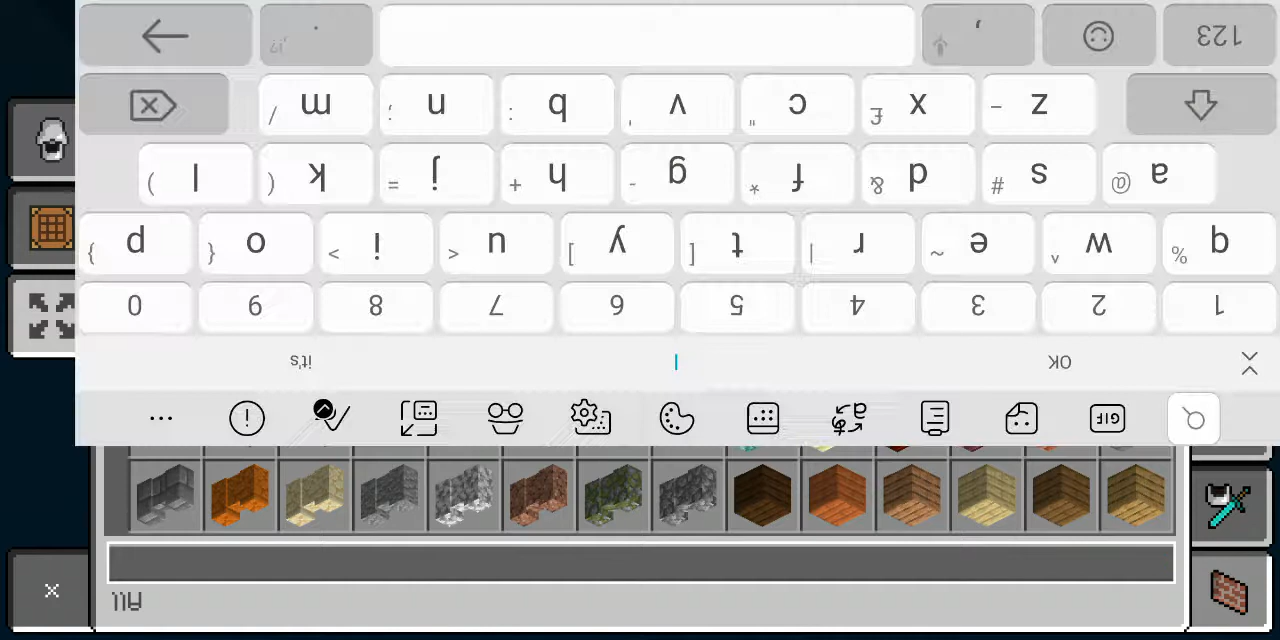 All
GIF
OK it's
1 2 3 4 5 6 7 8 9 0
q % w ^ e ~ r | t [ y ] u < i > o { p }
a @ s # d & f * g - h + j = k ( l )
z _ x £ c " v ' b : n ; m /
123 , . ,!?